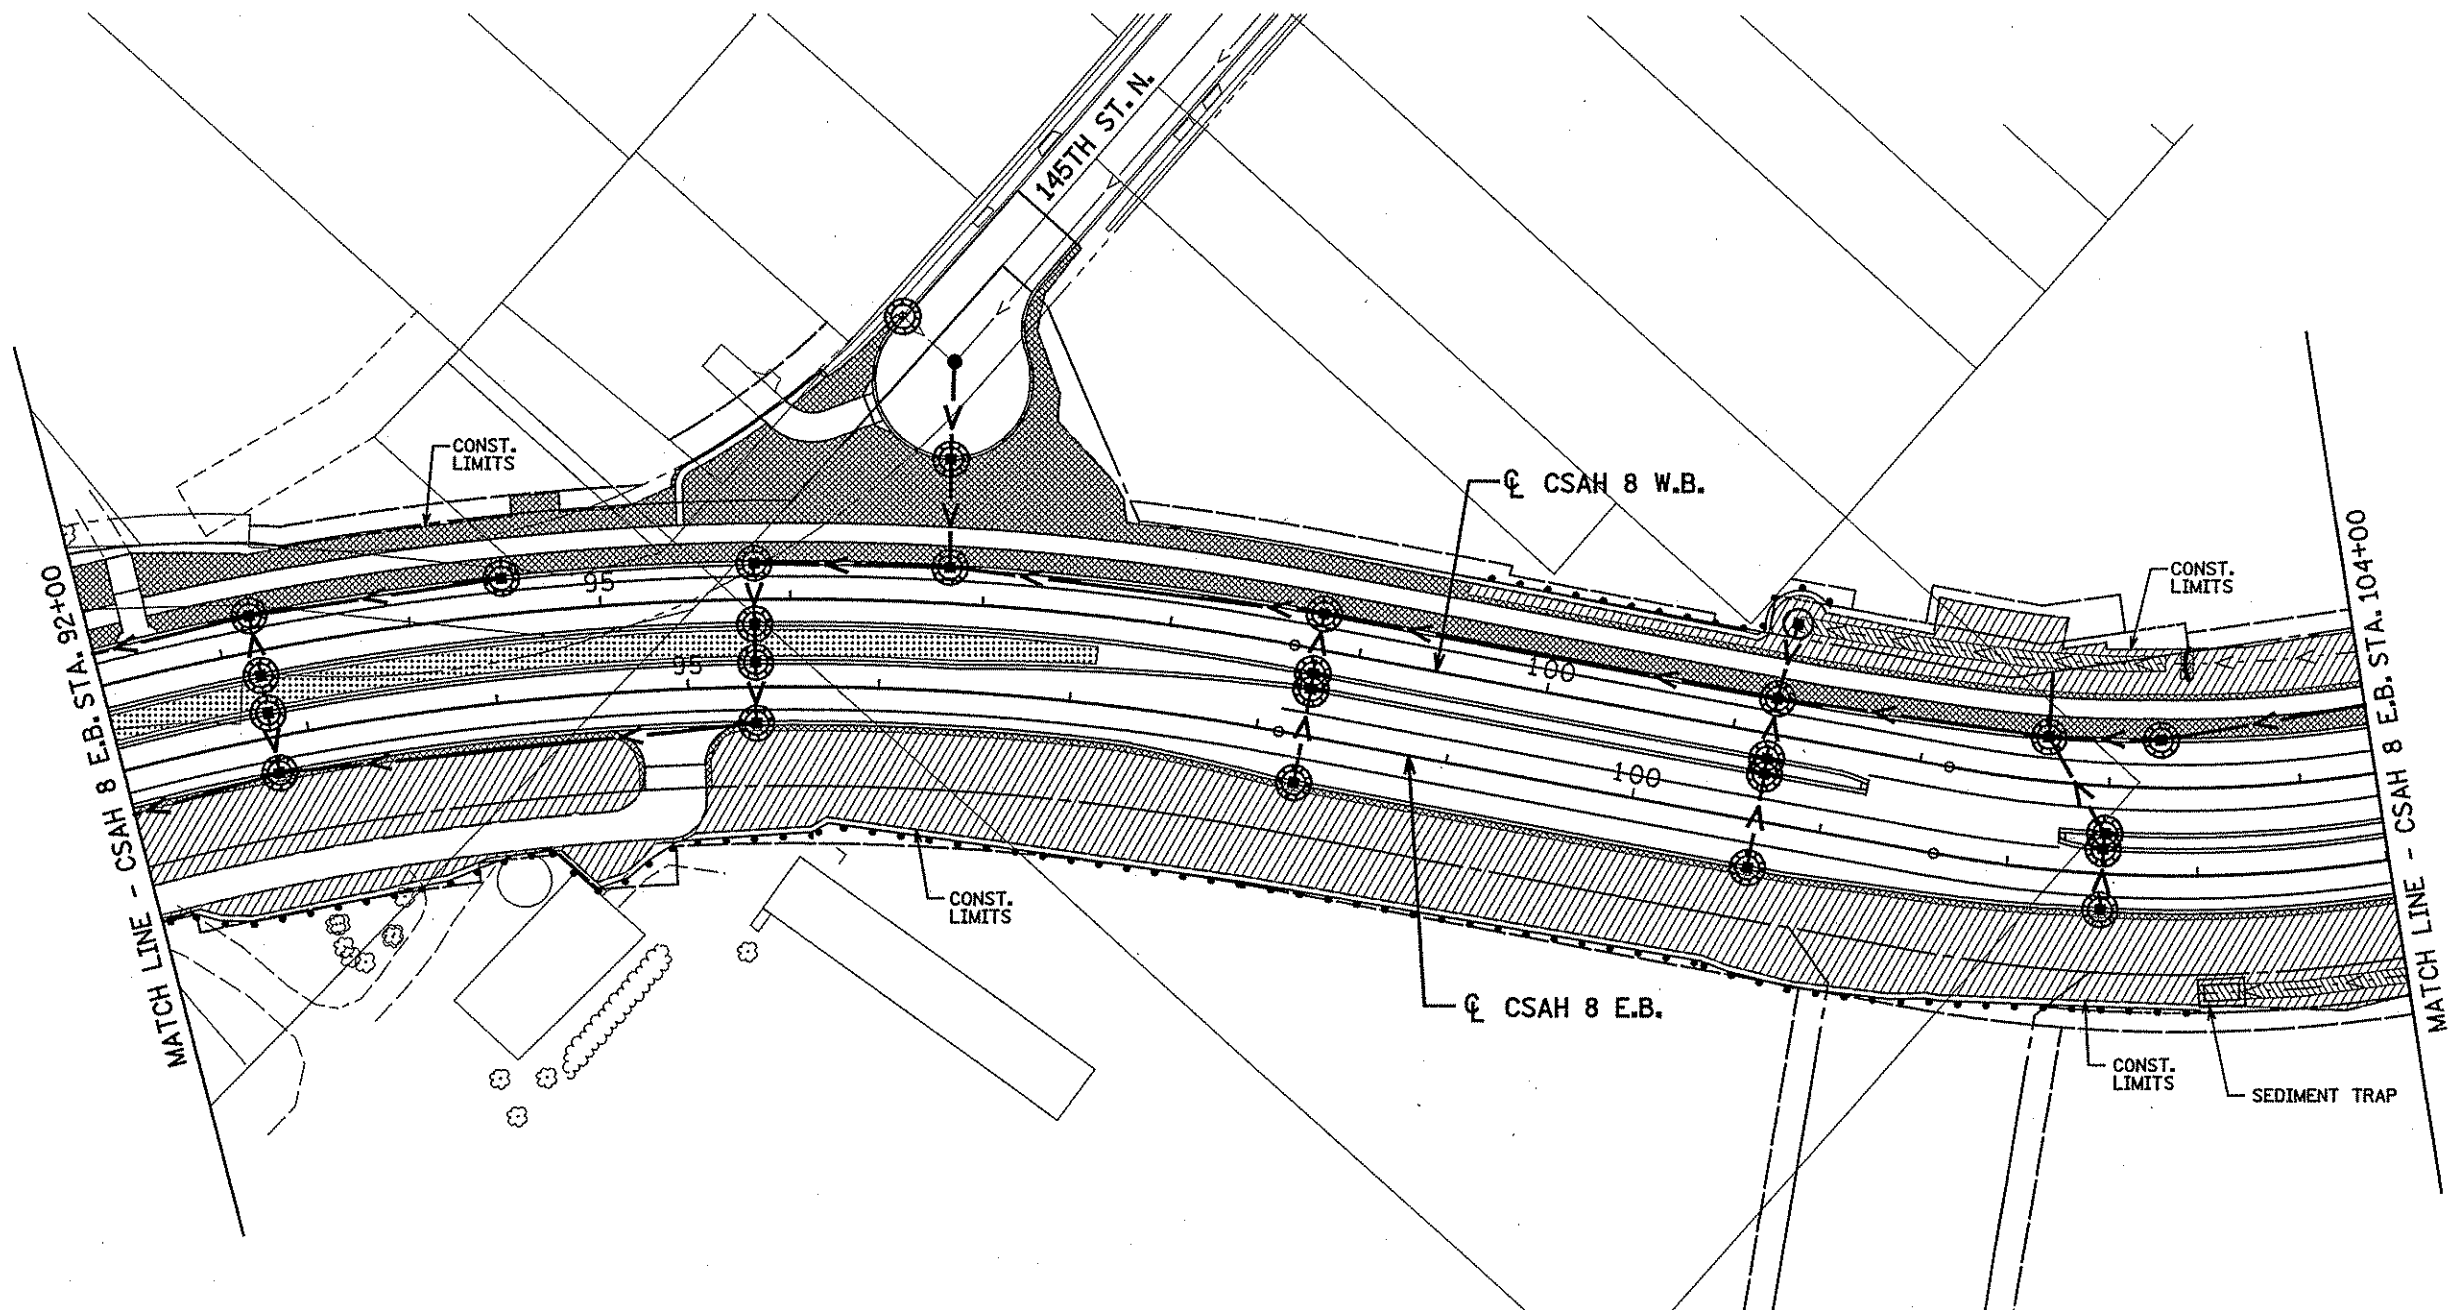 145TH ST. N.
CONST.
LIMITS
℄ CSAH 8 W.B.
MATCH LINE - CSAH 8 E.B. STA. 92+00
95
95
100
100
CONST.
LIMITS
MATCH LINE - CSAH 8 E.B. STA. 104+00
CONST.
LIMITS
℄ CSAH 8 E.B.
CONST.
LIMITS
SEDIMENT TRAP